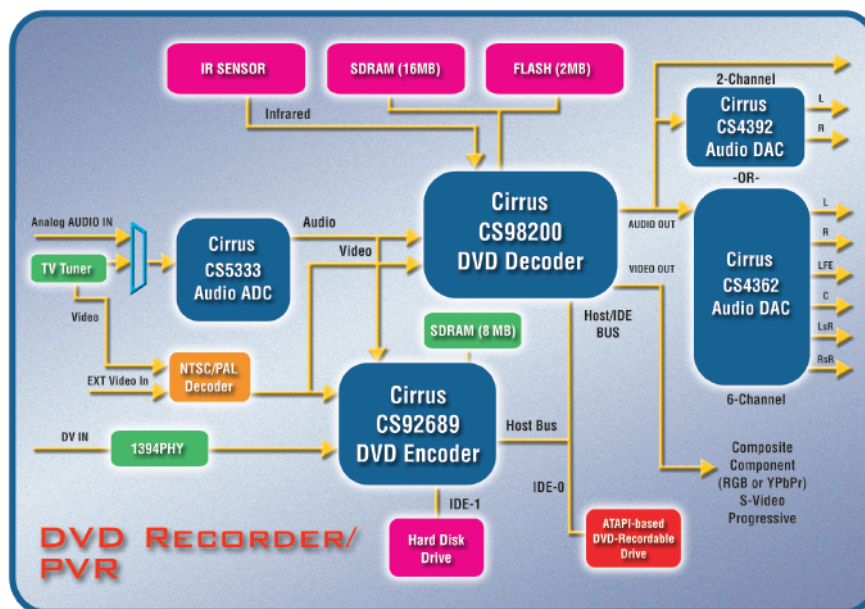 IR SENSOR
SDRAM (16MB)
FLASH (2MB)
2-Channel
Infrared
Cirrus
CS4392
Audio DAC
L
R
-OR-
Cirrus
CS98200
DVD Decoder
AUDIO OUT
VIDEO OUT
Analog AUDIO IN
TV Tuner
Cirrus
CS5333
Audio ADC
Audio
Video
Cirrus
CS4362
Audio DAC
L
R
LFE
C
LsR
RsR
6-Channel
Video
Host/IDE
BUS
SDRAM (8 MB)
NTSC/PAL
Decoder
EXT Video In
Cirrus
CS92689
DVD Encoder
Host Bus
DV IN
1394PHY
IDE-1
IDE-0
Composite
Component
(RGB or YPbPr)
S-Video
Progressive
Hard Disk
Drive
ATAPI-based
DVD-Recordable
Drive
DVD RECORDER/
PVR